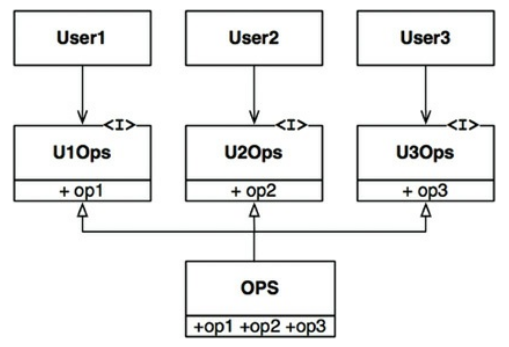 User1 User2 User3
<I> <I> <I>
U1Ops U2Ops U3Ops
+ op1 + op2 + op3
OPS
+op1 +op2 +op3